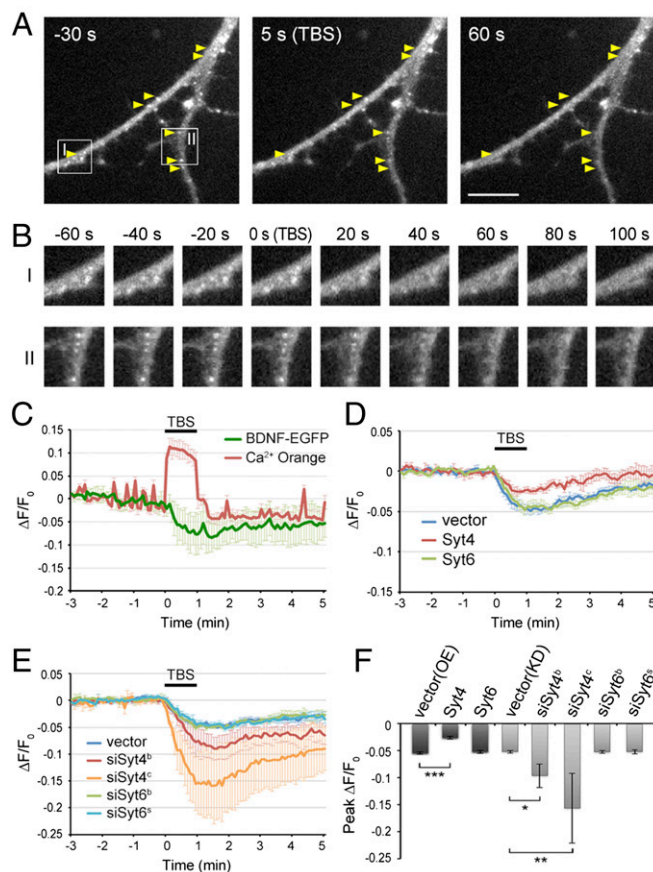 A
-30 s
5 s (TBS)
60 s
I
II
B
-60 s -40 s -20 s 0 s (TBS) 20 s 40 s 60 s 80 s 100 s
I
II
C
TBS
BDNF-EGFP
Ca²⁺ Orange
0.15
0.1
0.05
0
-0.05
-0.1
-0.15
-0.2
ΔF/F₀
-3 -2 -1 0 1 2 3 4 5
Time (min)
D
TBS
0.05
0
-0.05
-0.1
-0.15
ΔF/F₀
vector
Syt4
Syt6
-3 -2 -1 0 1 2 3 4 5
Time (min)
E
TBS
0.05
0
-0.05
-0.1
-0.15
-0.2
-0.25
ΔF/F₀
vector
siSyt4ᵇ
siSyt4ᶜ
siSyt6ᵇ
siSyt6ˢ
-3 -2 -1 0 1 2 3 4 5
Time (min)
F
vector(OE)
Syt4
Syt6
vector(KD)
siSyt4ᵇ
siSyt4ᶜ
siSyt6ᵇ
siSyt6ˢ
0
-0.05
-0.1
-0.15
-0.2
-0.25
Peak ΔF/F₀
***
*
**